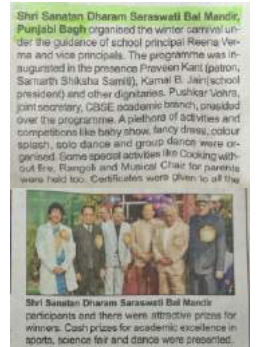 Shri Sanatan Dharam Saraswati Bal Mandir,
Punjabi Bagh organised the winter carnival un-
der the guidance of school principal Reena Ver-
ma and vice principals. The programme was in-
augurated in the presence Praveen Kant (patron,
Samarth Shiksha Samiti), Kamal B. Jain(school
president) and other dignitaries. Pushkar Vohra,
joint secretary, CBSE academic branch, presided
over the programme. A plethora of activities and
competitions like baby show, fancy dress, colour
splash, solo dance and group dance were or-
ganised. Some special activities like Cooking with-
out fire, Rangoli and Musical Chair for parents
were held too. Certificates were given to all the
Shri Sanatan Dharam Saraswati Bal Mandir
participants and there were attractive prizes for
winners. Cash prizes for academic excellence in
sports, science fair and dance were presented.